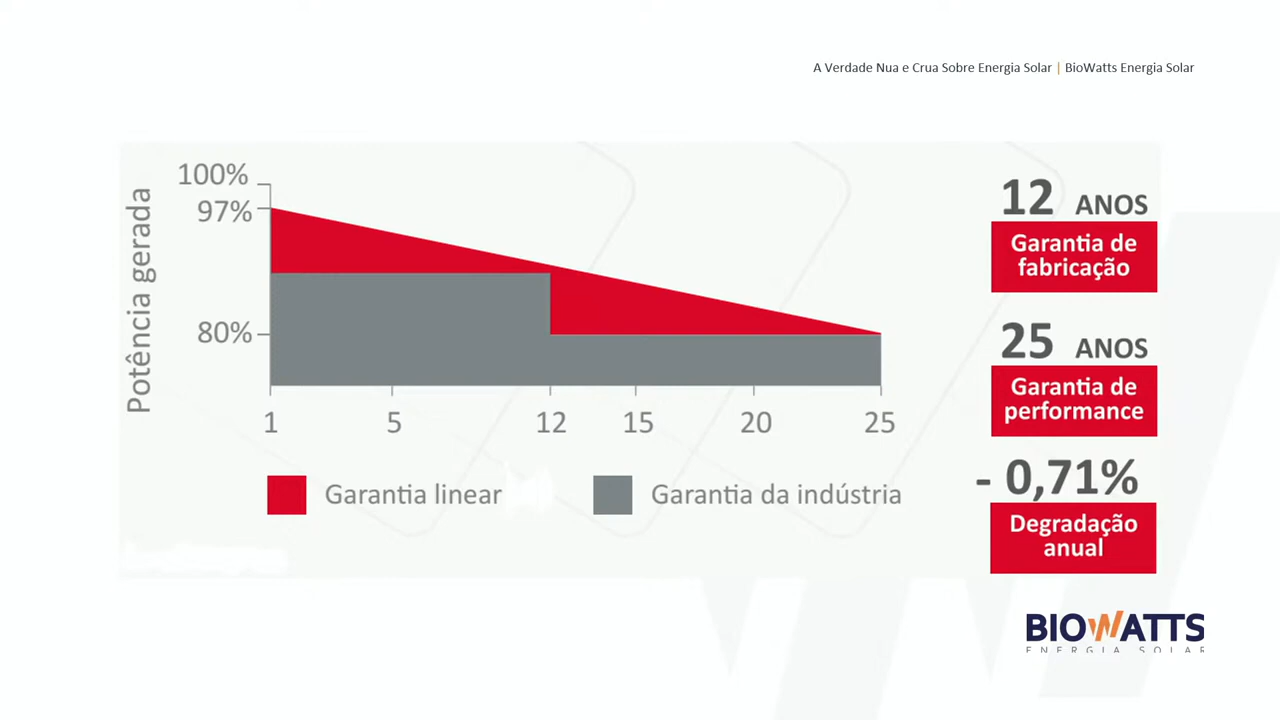 A Verdade Nua e Crua Sobre Energia Solar | BioWatts Energia Solar
Potência gerada
100%
97%
80%
1 5 12 15 20 25
Garantia linear
Garantia da indústria
12 ANOS
Garantia de
fabricação
25 ANOS
Garantia de
performance
- 0,71%
Degradação
anual
BIOWATTS
ENERGIA SOLAR